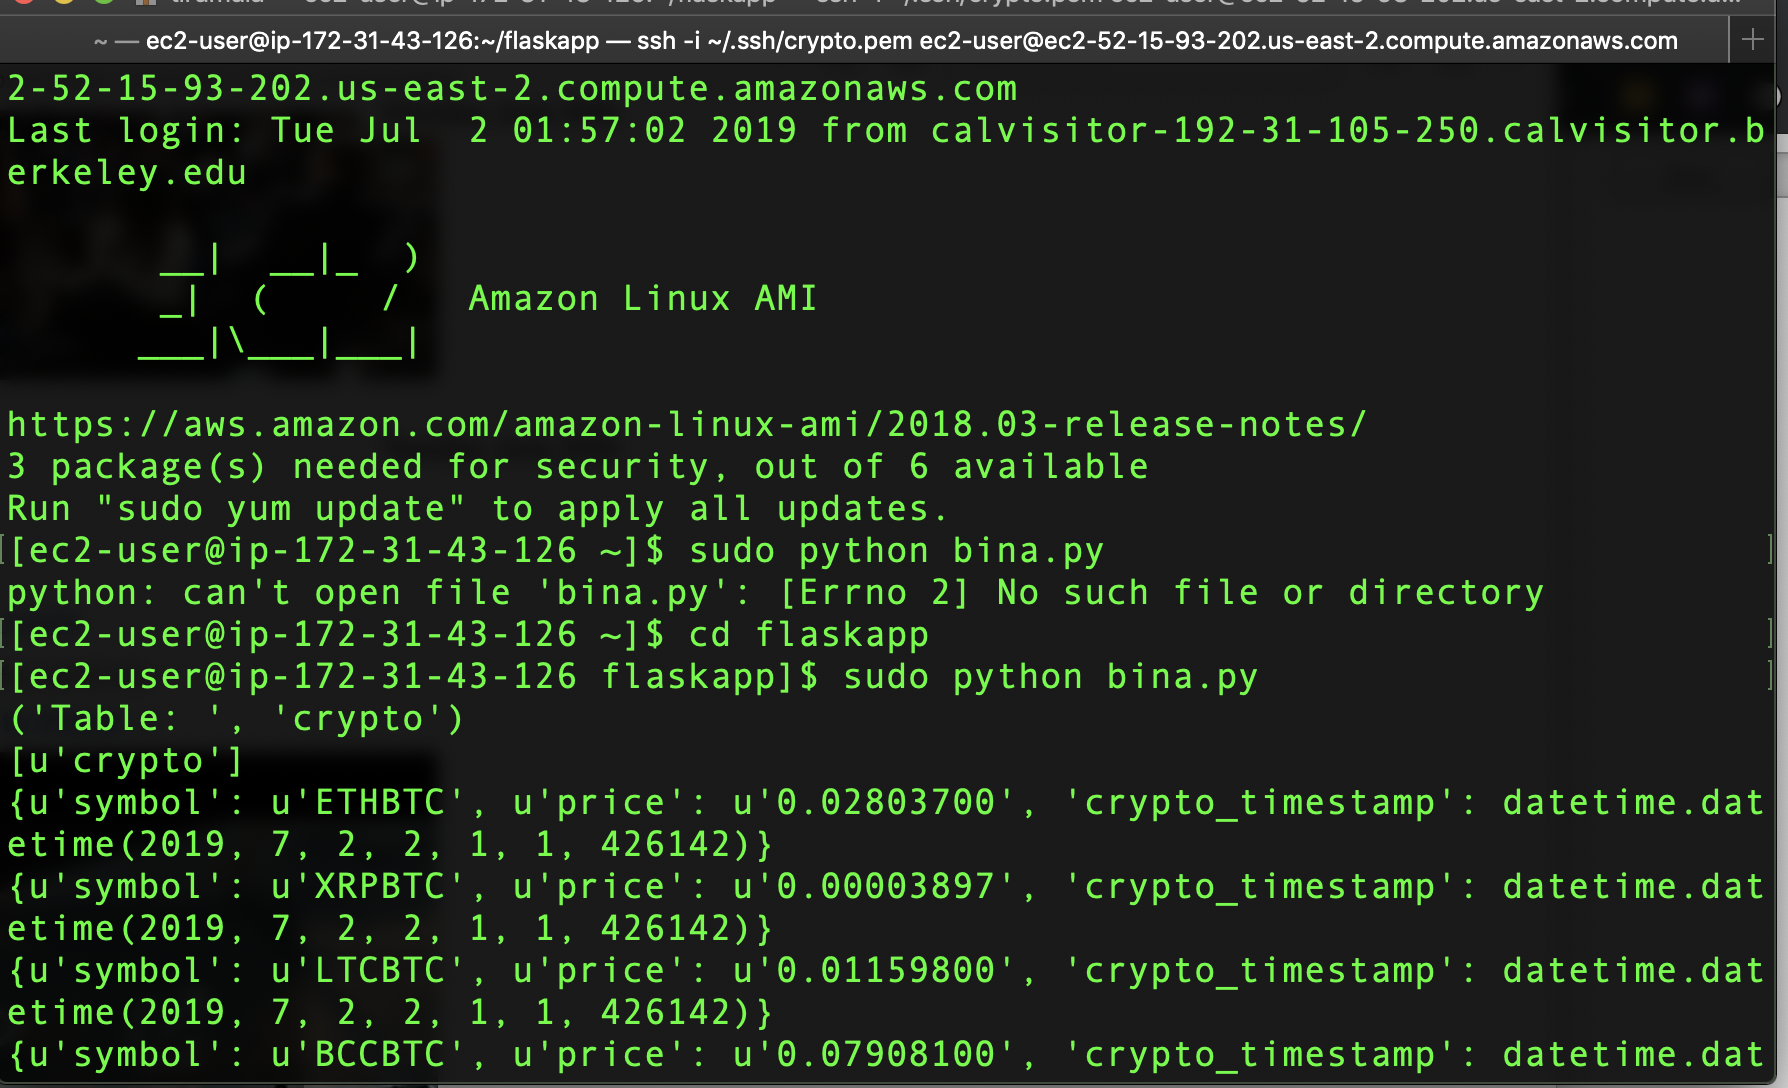 ~ — ec2-user@ip-172-31-43-126:~/flaskapp — ssh -i ~/.ssh/crypto.pem ec2-user@ec2-52-15-93-202.us-east-2.compute.amazonaws.com
2-52-15-93-202.us-east-2.compute.amazonaws.com
Last login: Tue Jul  2 01:57:02 2019 from calvisitor-192-31-105-250.calvisitor.b
erkeley.edu
       __|  __|_  )
       _|  (     /   Amazon Linux AMI
      ___|\___|___|
https://aws.amazon.com/amazon-linux-ami/2018.03-release-notes/
3 package(s) needed for security, out of 6 available
Run "sudo yum update" to apply all updates.
[[ec2-user@ip-172-31-43-126 ~]$ sudo python bina.py ]
python: can't open file 'bina.py': [Errno 2] No such file or directory
[[ec2-user@ip-172-31-43-126 ~]$ cd flaskapp ]
[[ec2-user@ip-172-31-43-126 flaskapp]$ sudo python bina.py ]
('Table: ', 'crypto')
[u'crypto']
{u'symbol': u'ETHBTC', u'price': u'0.02803700', 'crypto_timestamp': datetime.dat
etime(2019, 7, 2, 2, 1, 1, 426142)}
{u'symbol': u'XRPBTC', u'price': u'0.00003897', 'crypto_timestamp': datetime.dat
etime(2019, 7, 2, 2, 1, 1, 426142)}
{u'symbol': u'LTCBTC', u'price': u'0.01159800', 'crypto_timestamp': datetime.dat
etime(2019, 7, 2, 2, 1, 1, 426142)}
{u'symbol': u'BCCBTC', u'price': u'0.07908100', 'crypto_timestamp': datetime.dat